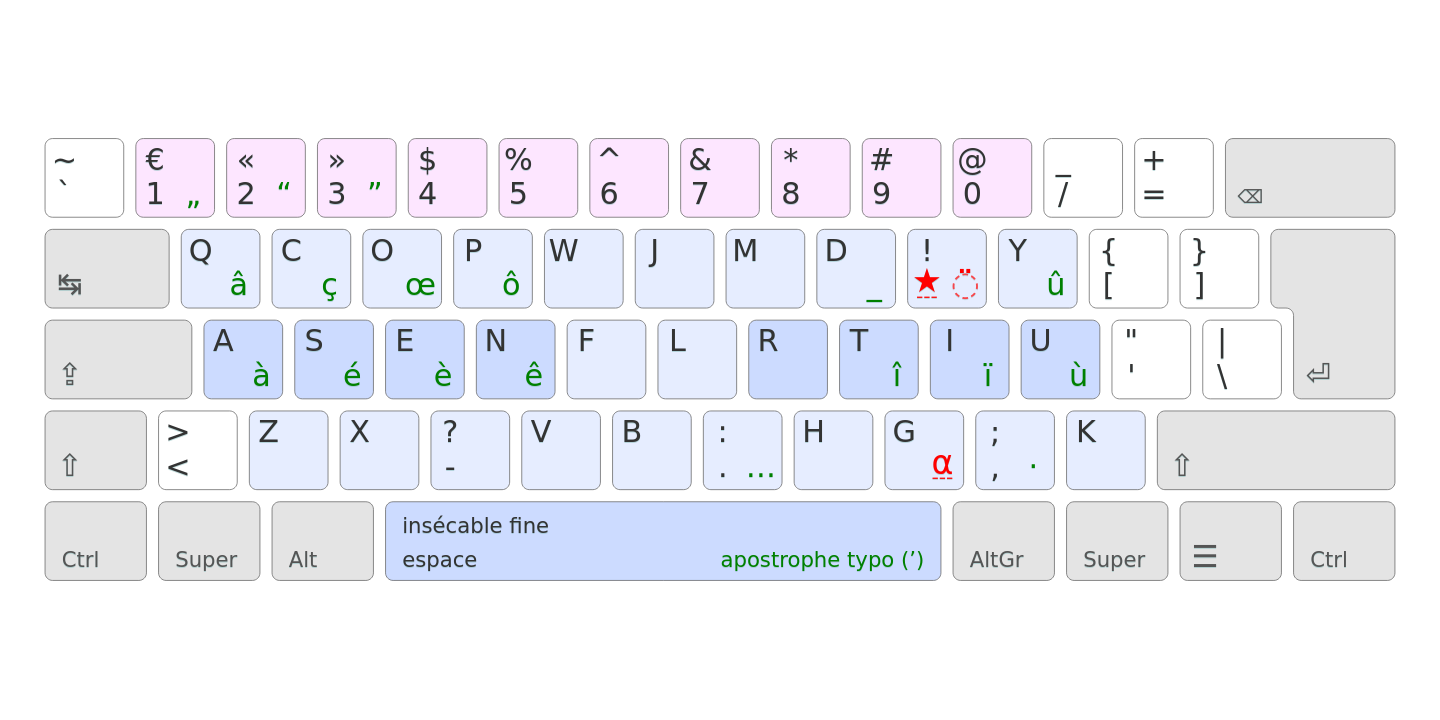 ~ € « » $ % ^ & * # @ _ +
` 1 „ 2 “ 3 ” 4 5 6 7 8 9 0 / = ⌫
↹ Q â C ç O œ P ô W J M D _ ! ★ ◌̈ Y û { [ } ]
⇪ A à S é E è N ê F L R T î I ï U ù " ' | \ ⏎
⇧ > < Z X ? - V B : . … H G α ; , · K ⇧
insécable fine
Ctrl Super Alt espace apostrophe typo (’) AltGr Super ☰ Ctrl